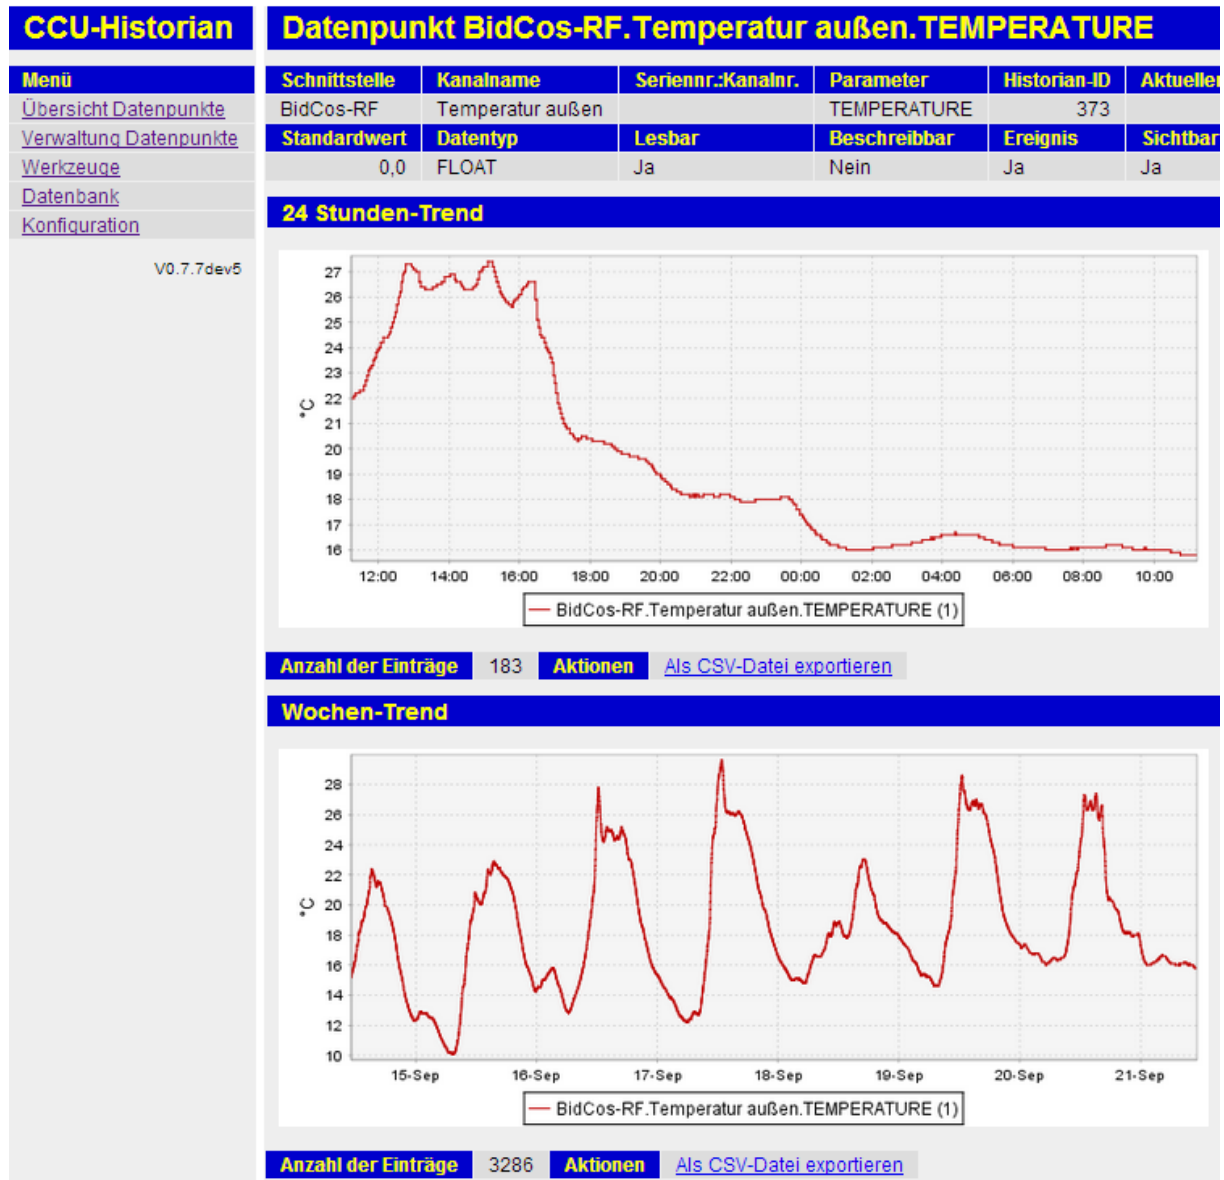 CCU-Historian
Datenpunkt BidCos-RF.Temperatur außen.TEMPERATURE
Menü
Übersicht Datenpunkte
Verwaltung Datenpunkte
Werkzeuge
Datenbank
Konfiguration
V0.7.7dev5
Schnittstelle Kanalname Seriennr.:Kanalnr. Parameter Historian-ID Aktueller
BidCos-RF Temperatur außen TEMPERATURE 373
Standardwert Datentyp Lesbar Beschreibbar Ereignis Sichtbar
0,0 FLOAT Ja Nein Ja Ja
24 Stunden-Trend
27
26
25
24
23
22
21
20
19
18
17
16
°C
12:00 14:00 16:00 18:00 20:00 22:00 00:00 02:00 04:00 06:00 08:00 10:00
BidCos-RF.Temperatur außen.TEMPERATURE (1)
Anzahl der Einträge 183 Aktionen Als CSV-Datei exportieren
Wochen-Trend
28
26
24
22
20
18
16
14
12
10
°C
15-Sep 16-Sep 17-Sep 18-Sep 19-Sep 20-Sep 21-Sep
BidCos-RF.Temperatur außen.TEMPERATURE (1)
Anzahl der Einträge 3286 Aktionen Als CSV-Datei exportieren